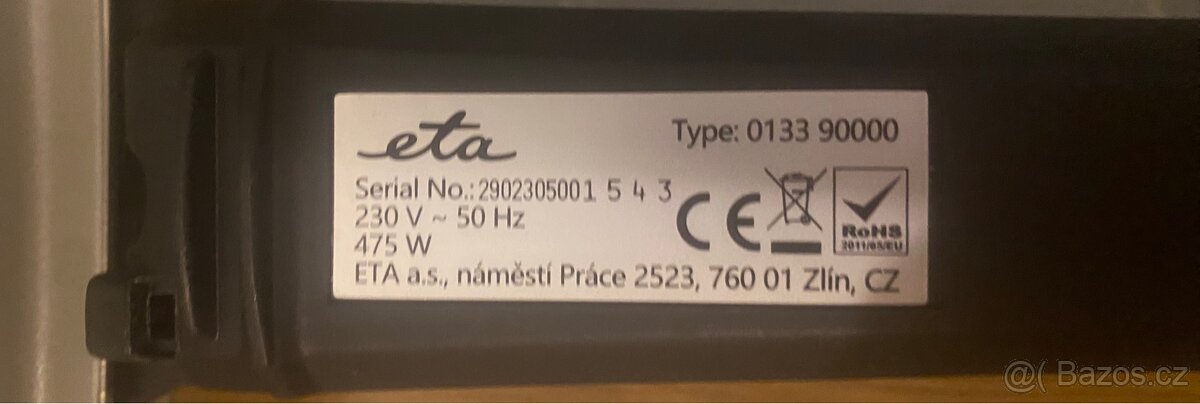 eta
Type: 0133 90000
Serial No.:2902305001 5 4 3
230 V ~ 50 Hz
475 W
CE
RoHS
2011/65/EU
ETA a.s., náměstí Práce 2523, 760 01 Zlín, CZ
@( Bazos.cz